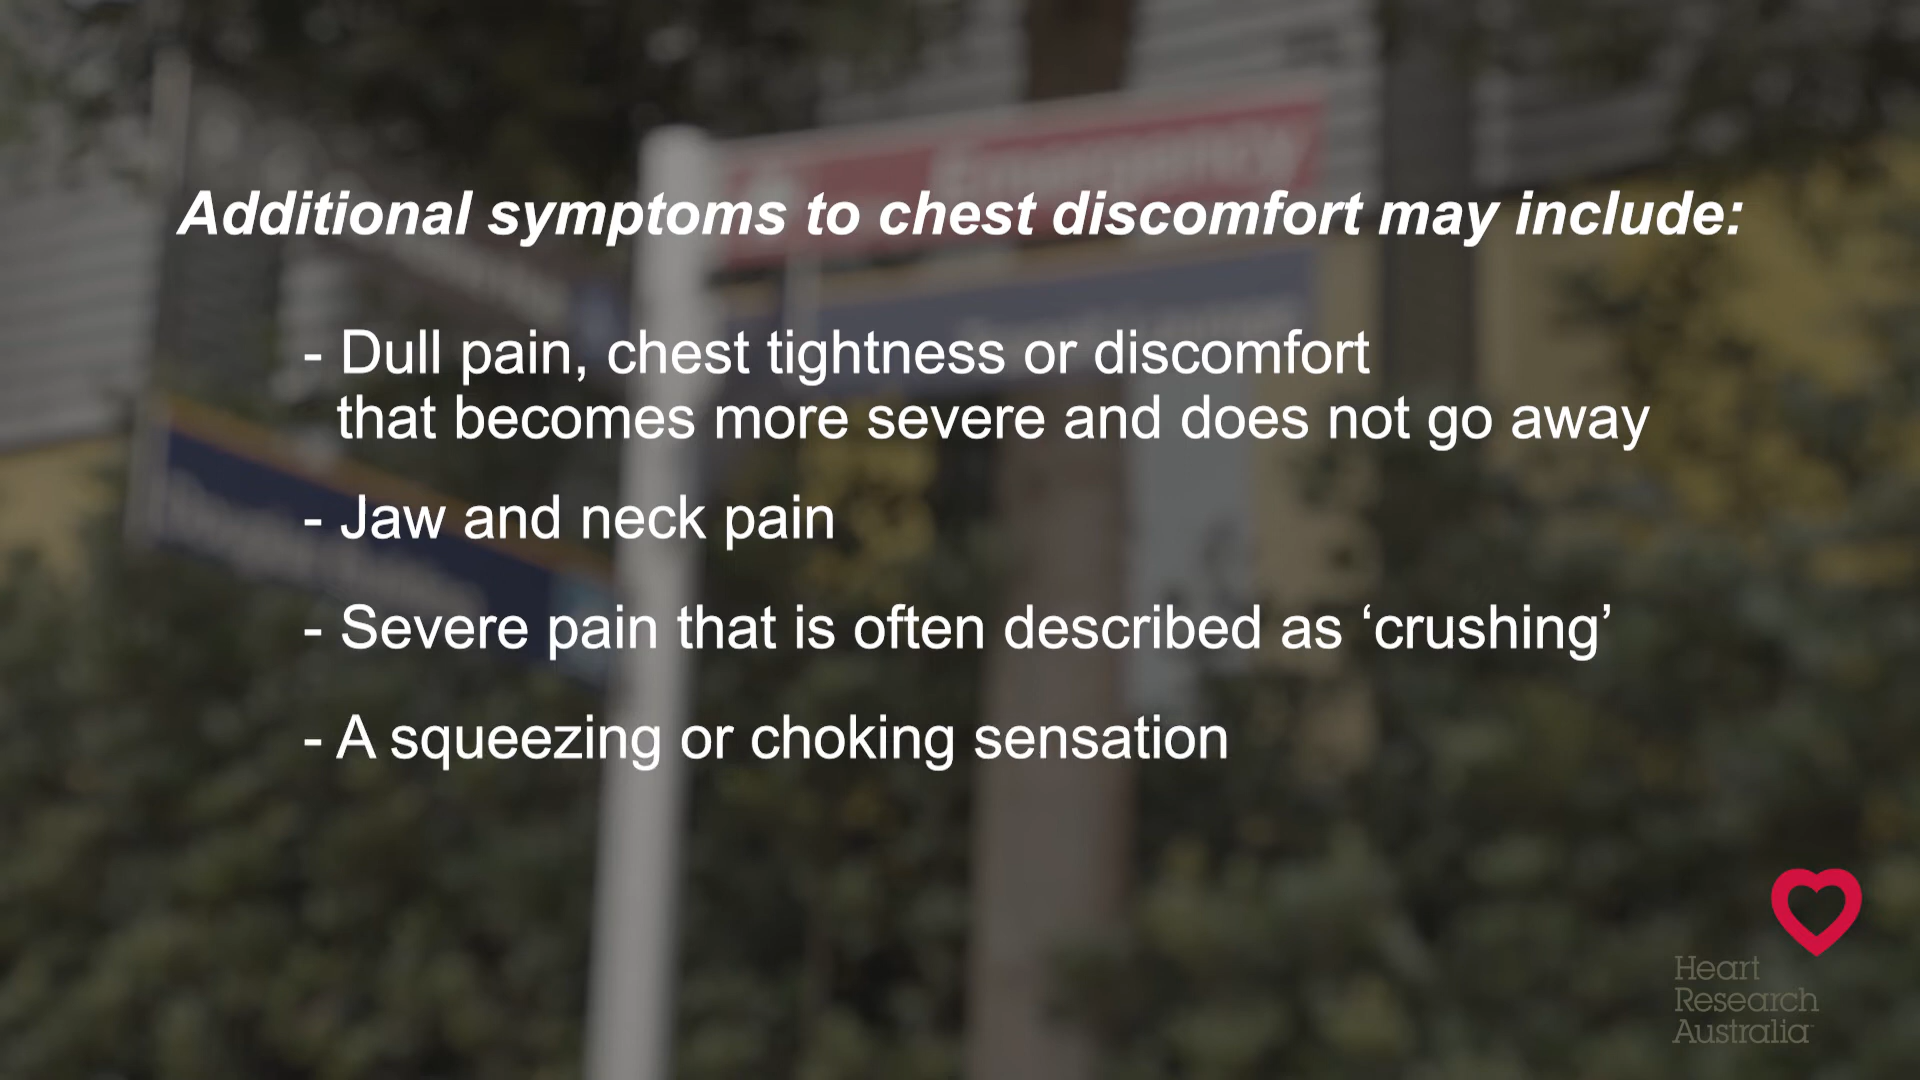 Emergency
Additional symptoms to chest discomfort may include:
- Dull pain, chest tightness or discomfort
that becomes more severe and does not go away
- Jaw and neck pain
- Severe pain that is often described as ‘crushing’
- A squeezing or choking sensation
Heart
Research
Australia